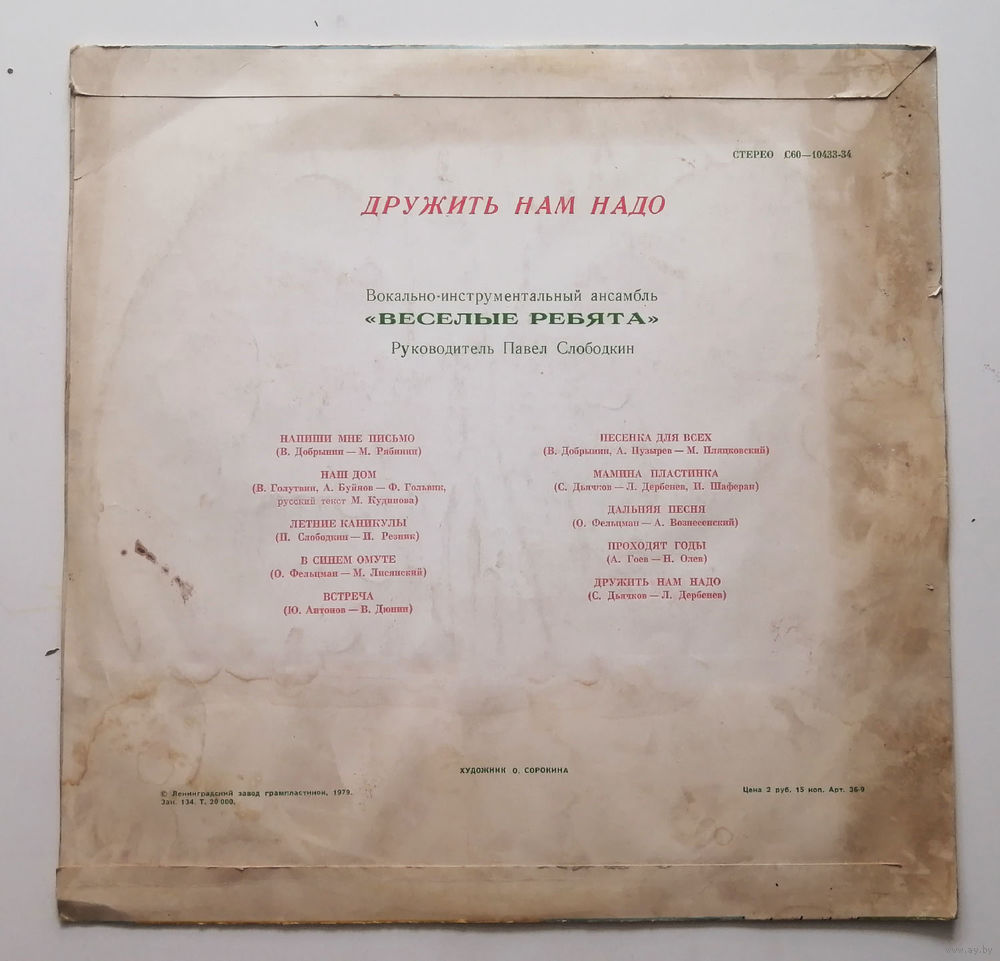 СТЕРЕО С60—10433-34
ДРУЖИТЬ НАМ НАДО
Вокально-инструментальный ансамбль
«ВЕСЕЛЫЕ РЕБЯТА»
Руководитель Павел Слободкин
НАПИШИ МНЕ ПИСЬМО
(В. Добрынин — М. Рябинин)
НАШ ДОМ
(В. Голутвин, А. Буйнов — Ф. Гольвик,
русский текст М. Кудинова)
ЛЕТНИЕ КАНИКУЛЫ
(П. Слободкин — И. Резник)
В СИНЕМ ОМУТЕ
(О. Фельцман — М. Лисянский)
ВСТРЕЧА
(Ю. Антонов — В. Дюнин)
ПЕСЕНКА ДЛЯ ВСЕХ
(В. Добрынин, А. Пузырев — М. Пляцковский)
МАМИНА ПЛАСТИНКА
(С. Дьячков — Л. Дербенев, И. Шаферан)
ДАЛЬНЯЯ ПЕСНЯ
(О. Фельцман — А. Вознесенский)
ПРОХОДЯТ ГОДЫ
(А. Гоев — Н. Олев)
ДРУЖИТЬ НАМ НАДО
(С. Дьячков — Л. Дербенев)
ХУДОЖНИК О. СОРОКИНА
© Ленинградский завод грампластинок, 1979.
Зак. 134. Т. 20 000.
Цена 2 руб. 15 коп. Арт. 36-9
www.ay.by